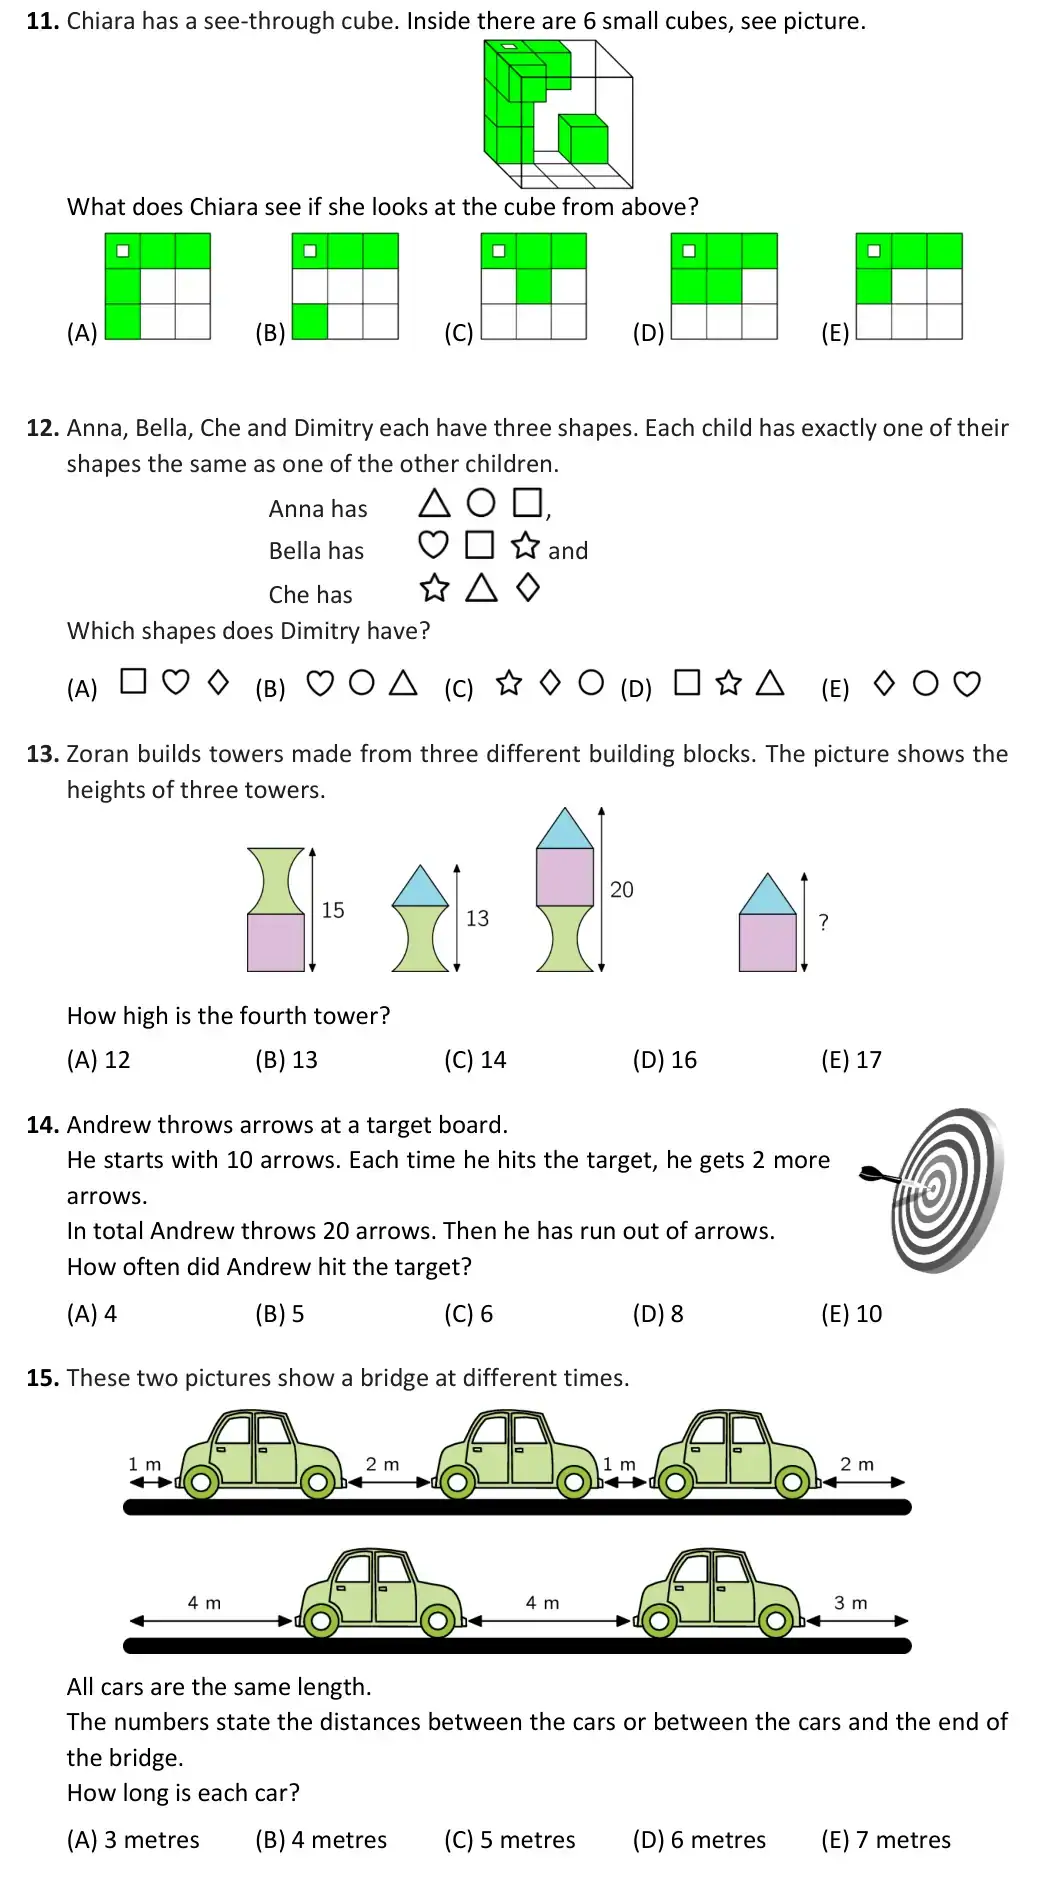 11. Chiara has a see-through cube. Inside there are 6 small cubes, see picture.
What does Chiara see if she looks at the cube from above?
(A) (B) (C) (D) (E)
12. Anna, Bella, Che and Dimitry each have three shapes. Each child has exactly one of their
shapes the same as one of the other children.
Anna has ,
Bella has and
Che has
Which shapes does Dimitry have?
(A) (B) (C) (D) (E)
13. Zoran builds towers made from three different building blocks. The picture shows the
heights of three towers.
15 13 20 ?
How high is the fourth tower?
(A) 12 (B) 13 (C) 14 (D) 16 (E) 17
14. Andrew throws arrows at a target board.
He starts with 10 arrows. Each time he hits the target, he gets 2 more
arrows.
In total Andrew throws 20 arrows. Then he has run out of arrows.
How often did Andrew hit the target?
(A) 4 (B) 5 (C) 6 (D) 8 (E) 10
15. These two pictures show a bridge at different times.
1 m 2 m 1 m 2 m
4 m 4 m 3 m
All cars are the same length.
The numbers state the distances between the cars or between the cars and the end of
the bridge.
How long is each car?
(A) 3 metres (B) 4 metres (C) 5 metres (D) 6 metres (E) 7 metres